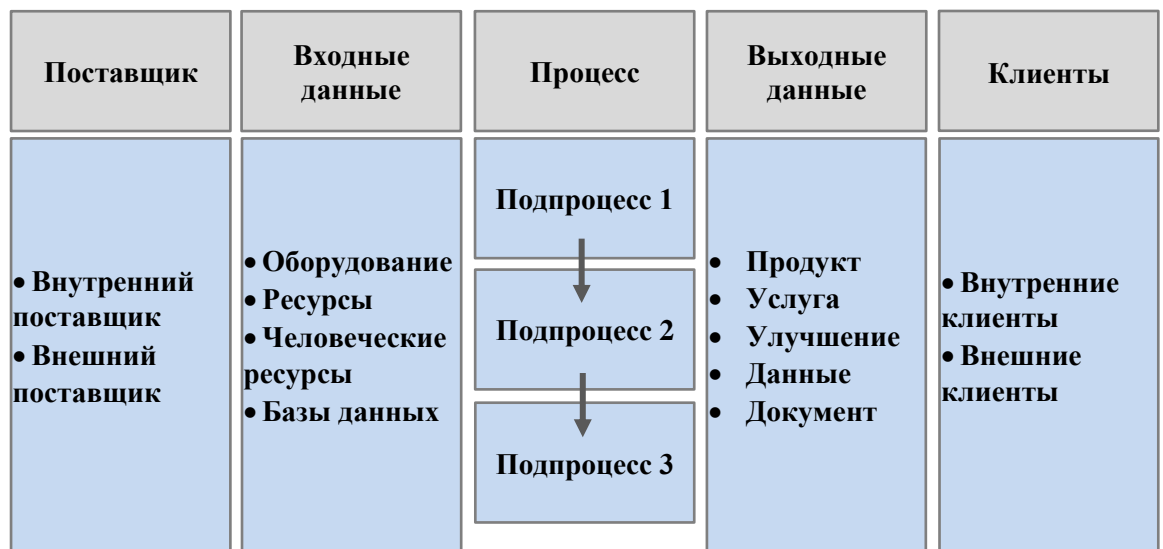 Поставщик
Входные
данные
Процесс
Выходные
данные
Клиенты
• Внутренний
поставщик
• Внешний
поставщик
• Оборудование
• Ресурсы
• Человеческие
ресурсы
• Базы данных
Подпроцесс 1
Подпроцесс 2
Подпроцесс 3
• Продукт
• Услуга
• Улучшение
• Данные
• Документ
• Внутренние
клиенты
• Внешние
клиенты